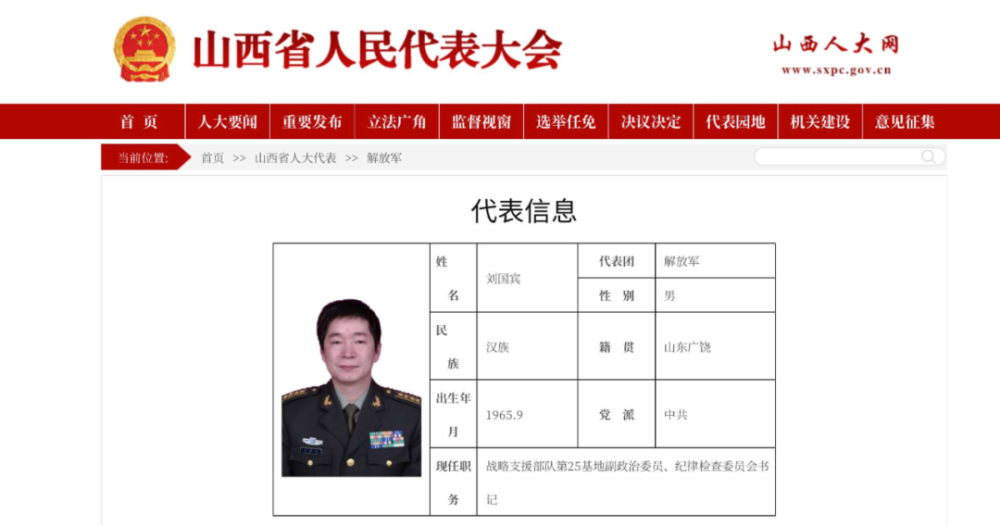 山西省人民代表大会
山西人大网
www.sxpc.gov.cn
首 页 人大要闻 重要发布 立法广角 监督视窗 选举任免 决议决定 代表园地 机关建设 意见征集
当前位置: 首页 >> 山西省人大代表 >> 解放军
代表信息
姓名 刘国宾 代表团 解放军
性 别 男
民族 汉族 籍 贯 山东广饶
出生年月 1965.9 党 派 中共
现任职务 战略支援部队第25基地副政治委员、纪律检查委员会书记